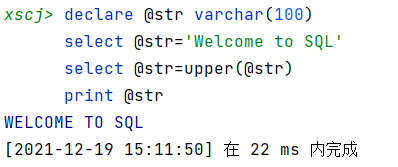 xscj> declare @str varchar(100)
select @str='Welcome to SQL'
select @str=upper(@str)
print @str
WELCOME TO SQL
[2021-12-19 15:11:50] 在 22 ms 内完成